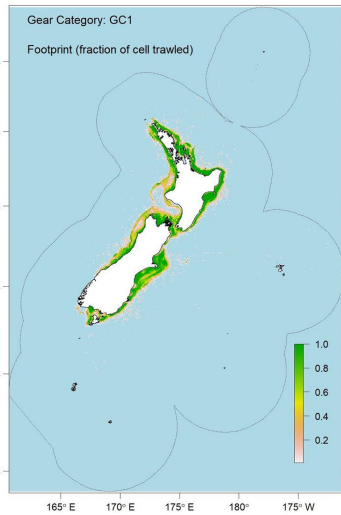 Gear Category: GC1
Footprint (fraction of cell trawled)
1.0
0.8
0.6
0.4
0.2
165° E 170° E 175° E 180° 175° W